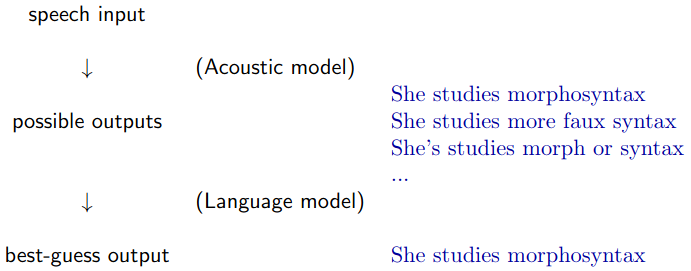 speech input
↓ (Acoustic model)
She studies morphosyntax
possible outputs She studies more faux syntax
She's studies morph or syntax
...
↓ (Language model)
best-guess output She studies morphosyntax